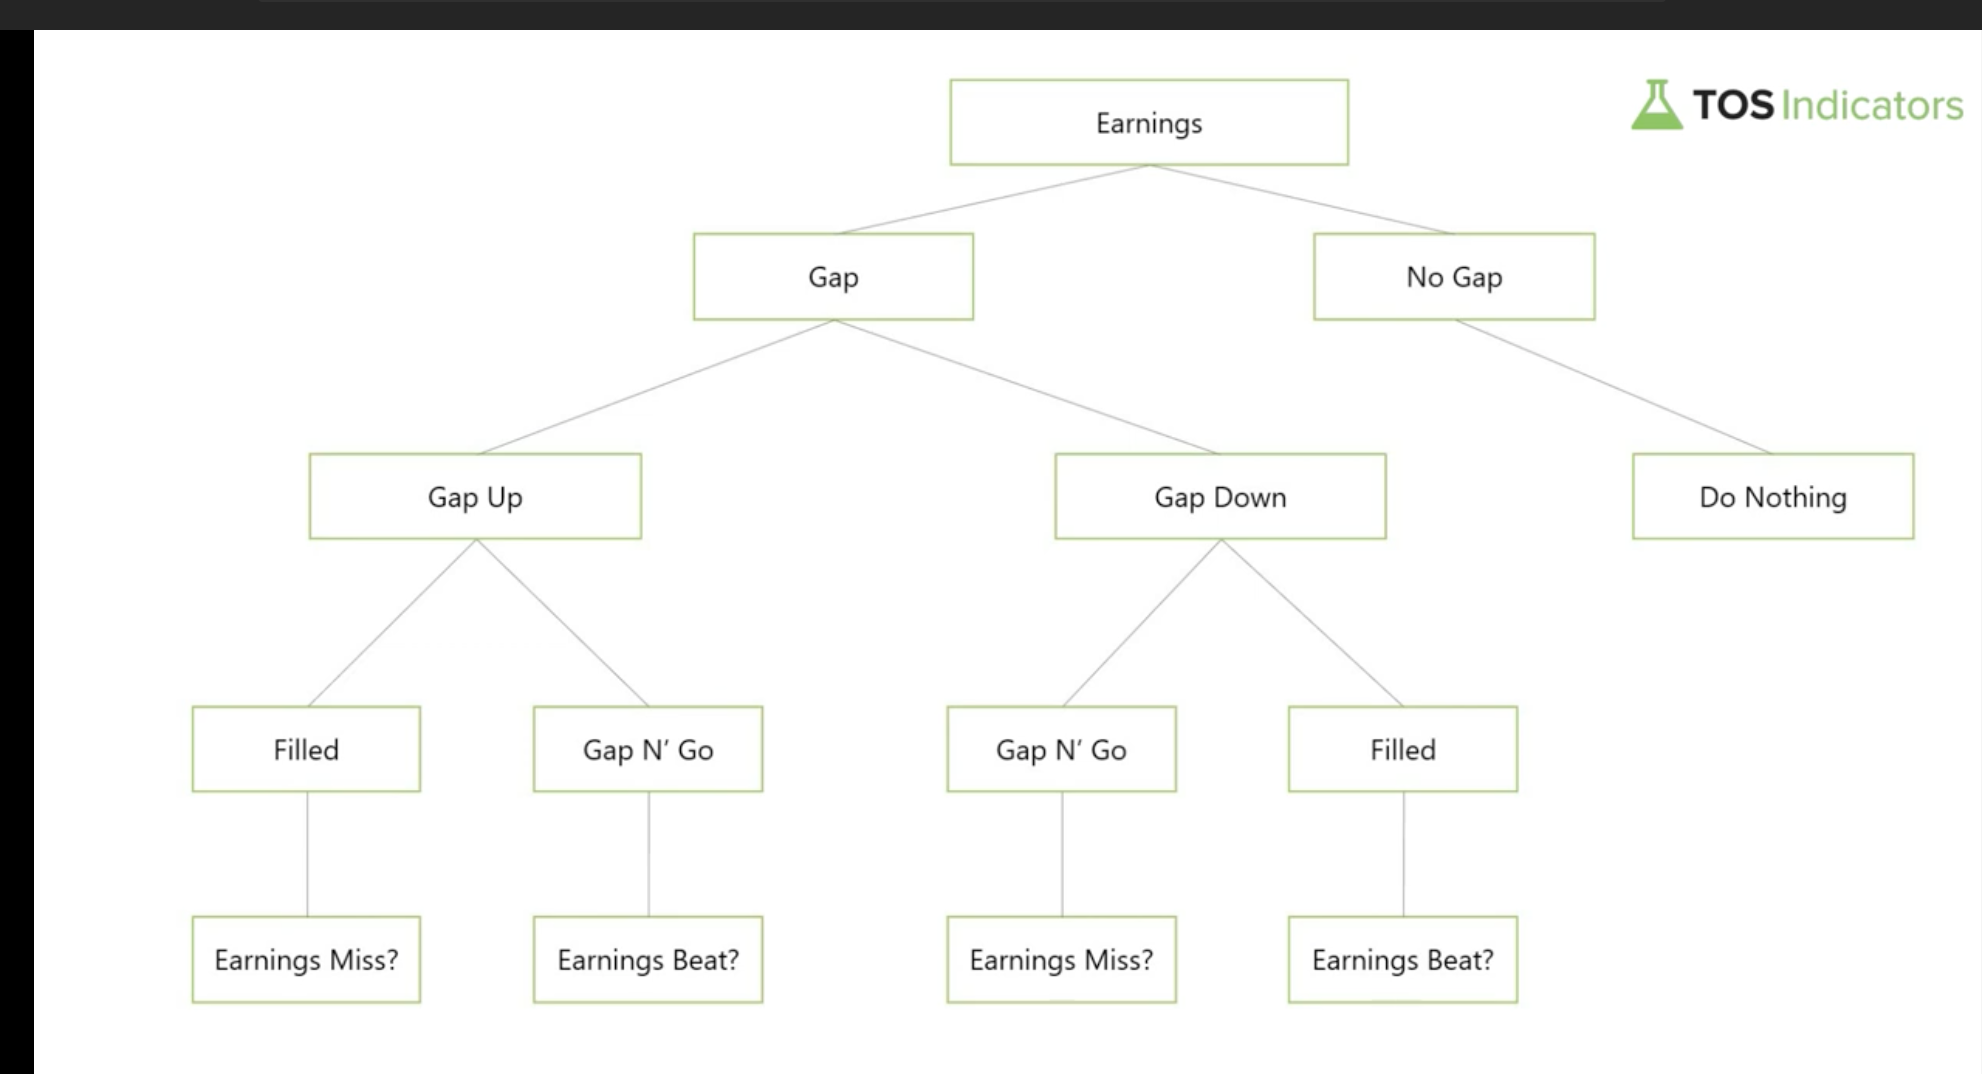 Earnings
TOS Indicators
Gap
No Gap
Gap Up
Gap Down
Do Nothing
Filled
Gap N’ Go
Gap N’ Go
Filled
Earnings Miss?
Earnings Beat?
Earnings Miss?
Earnings Beat?